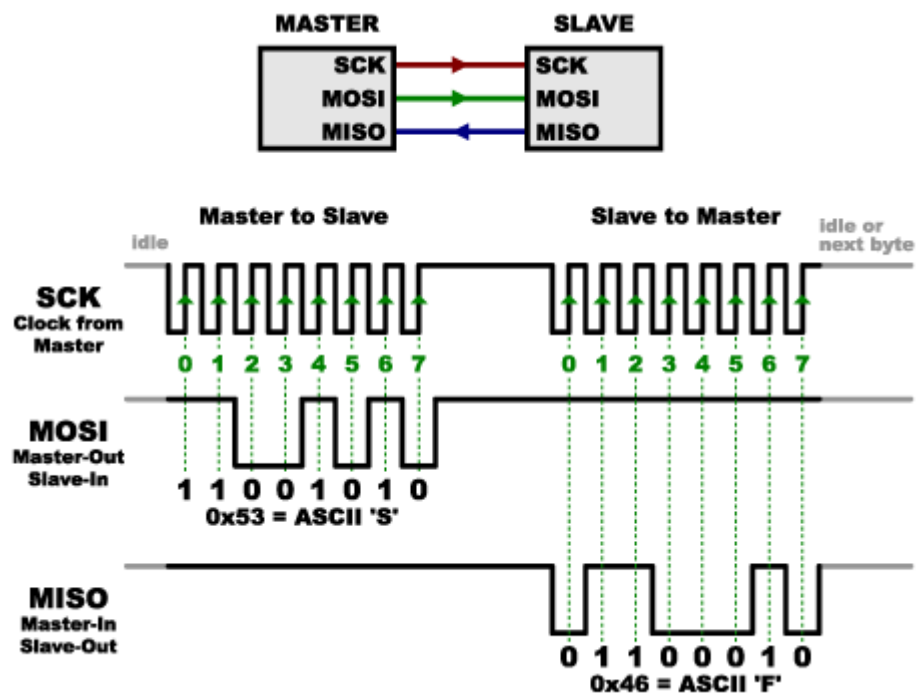 MASTER SLAVE
SCK SCK
MOSI MOSI
MISO MISO
Master to Slave Slave to Master
idle
idle or
next byte
SCK
Clock from
Master
0 1 2 3 4 5 6 7 0 1 2 3 4 5 6 7
MOSI
Master-Out
Slave-In
1 1 0 0 1 0 1 0
0x53 = ASCII 'S'
MISO
Master-In
Slave-Out
0 1 1 0 0 0 1 0
0x46 = ASCII 'F'